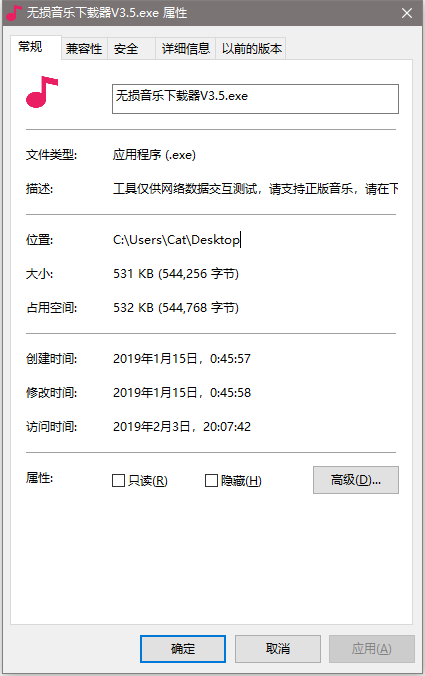 无损音乐下载器V3.5.exe 属性
常规 兼容性 安全 详细信息 以前的版本
无损音乐下载器V3.5.exe
文件类型: 应用程序 (.exe)
描述: 工具仅供网络数据交互测试，请支持正版音乐，请在下
位置: C:\Users\Cat\Desktop
大小: 531 KB (544,256 字节)
占用空间: 532 KB (544,768 字节)
创建时间: 2019年1月15日，0:45:57
修改时间: 2019年1月15日，0:45:58
访问时间: 2019年2月3日，20:07:42
属性: 只读(R) 隐藏(H) 高级(D)...
确定 取消 应用(A)